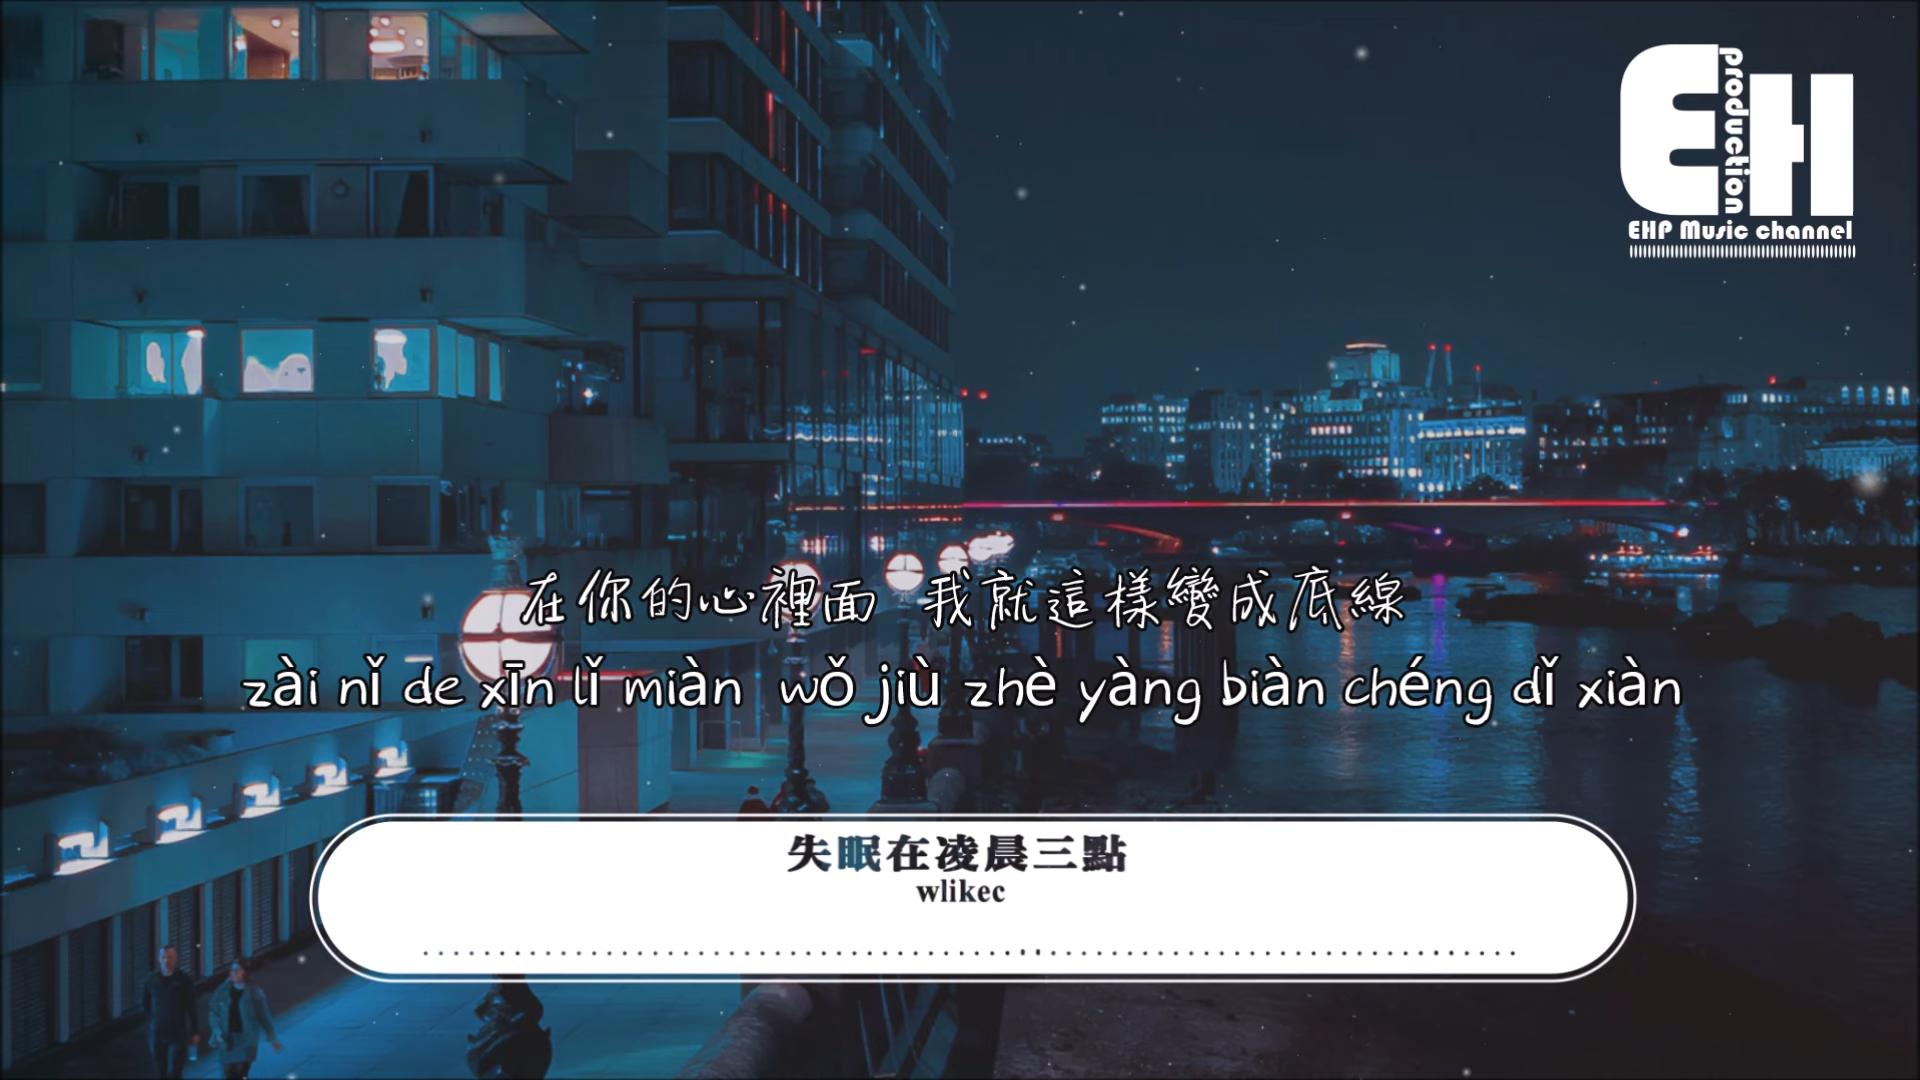 EH
production
EHP Music channel
在你的心裡面 我就這樣變成底線
zài nǐ de xīn lǐ miàn wǒ jiù zhè yàng biàn chéng dǐ xiàn
失眠在凌晨三點
wlikec